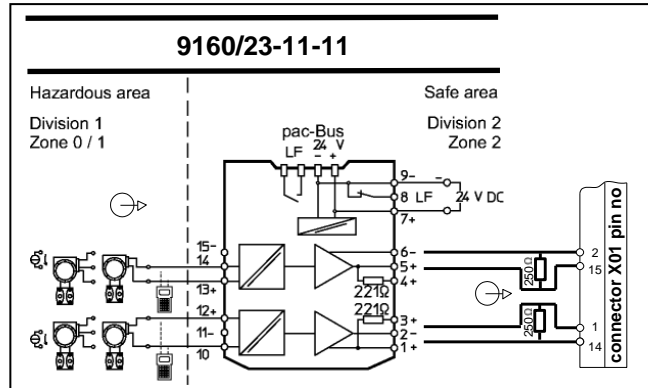 9160/23-11-11
Hazardous area
Safe area
Division 1
Zone 0 / 1
Division 2
Zone 2
pac-Bus
LF 24 V
- +
9-
-
8 LF
24 V DC
7+
+
15-
14
13+
6-
5+
4+
221Ω
221Ω
12+
11-
10
3+
2-
1+
250Ω
250Ω
2
15
1
14
connector X01 pin no